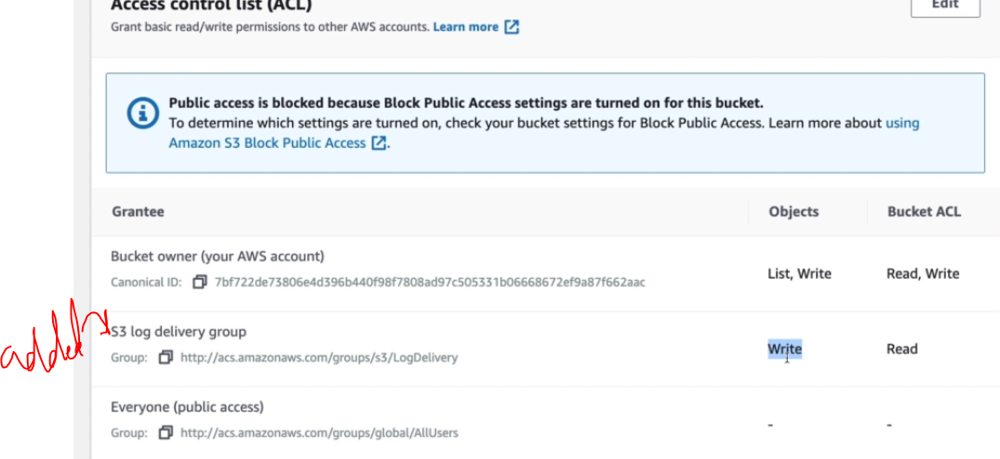 Access control list (ACL)
Edit
Grant basic read/write permissions to other AWS accounts. Learn more
Public access is blocked because Block Public Access settings are turned on for this bucket.
To determine which settings are turned on, check your bucket settings for Block Public Access. Learn more about using
Amazon S3 Block Public Access.
Grantee Objects Bucket ACL
Bucket owner (your AWS account)
Canonical ID: 7bf722de73806e4d396b440f98f7808ad97c505331b06668672ef9a87f662aac
List, Write Read, Write
added
S3 log delivery group
Group: http://acs.amazonaws.com/groups/s3/LogDelivery
Write Read
Everyone (public access)
Group: http://acs.amazonaws.com/groups/global/AllUsers
- -